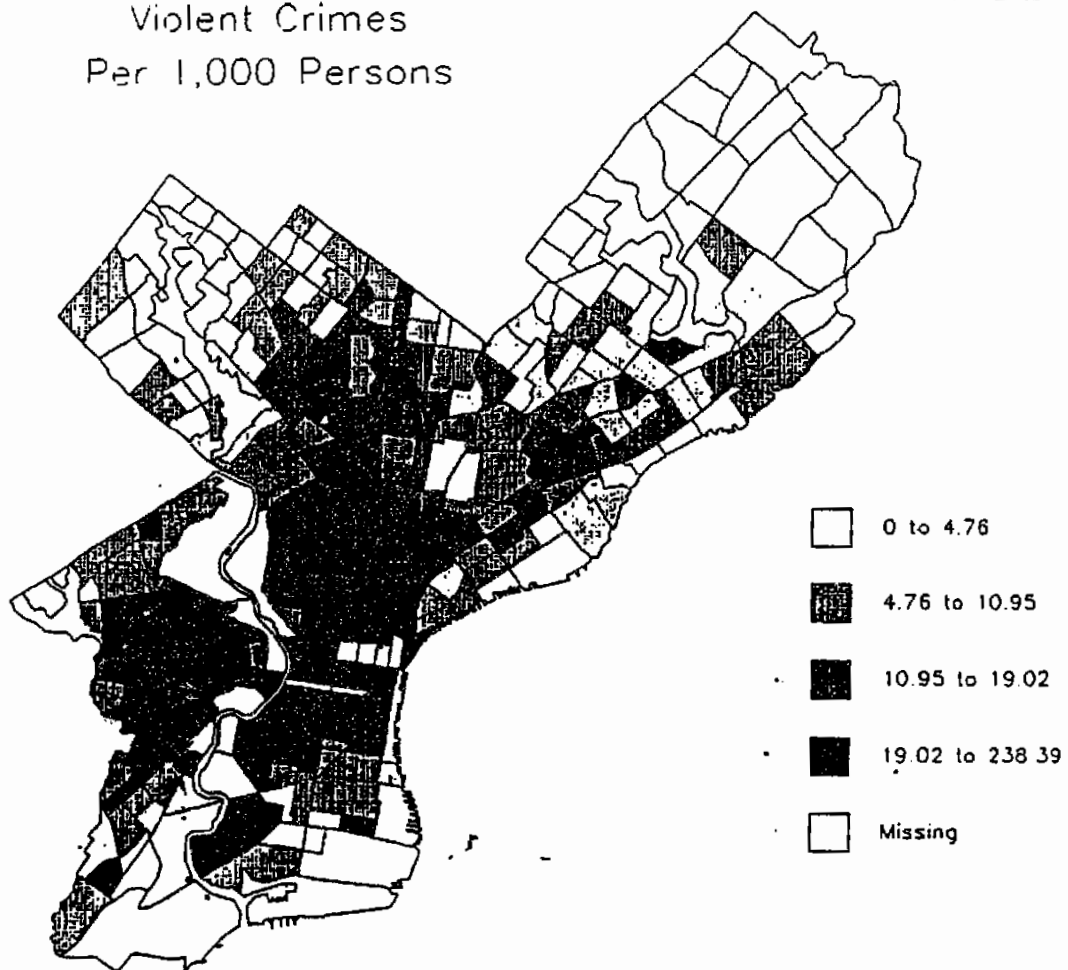 Violent Crimes
Per 1,000 Persons
0 to 4.76
4.76 to 10.95
10.95 to 19.02
19.02 to 238 39
Missing